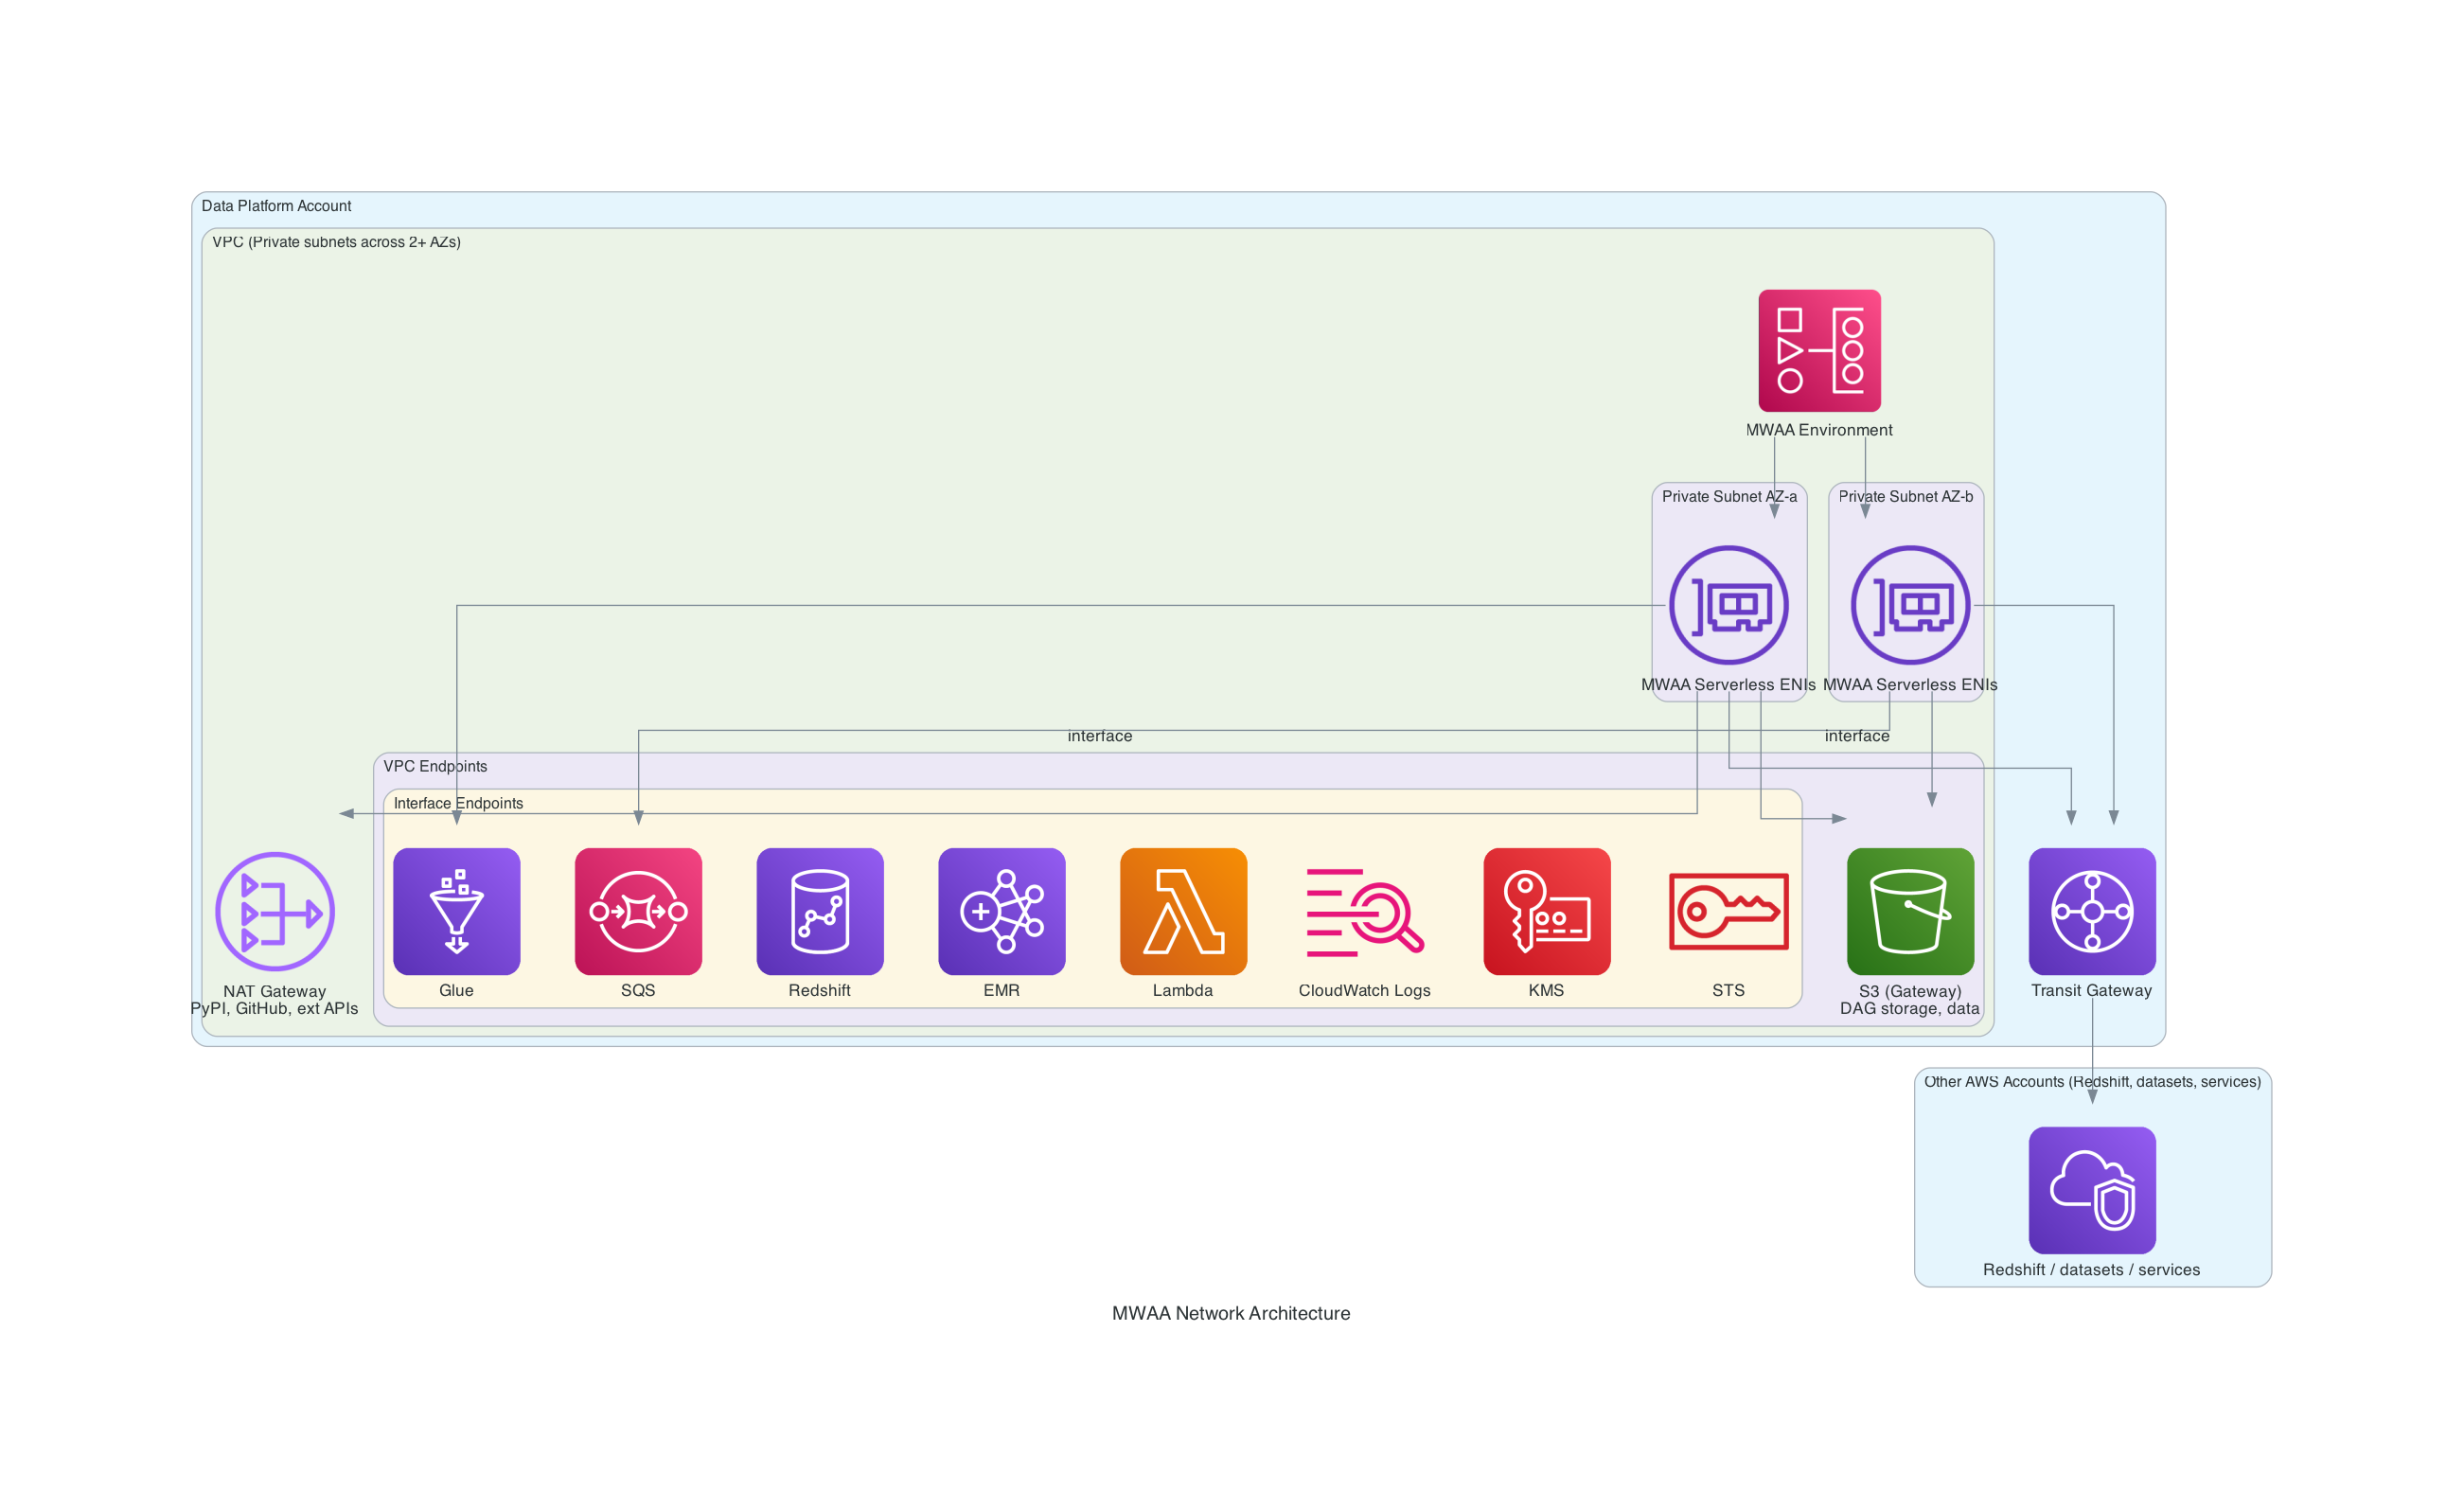 Data Platform Account
VPC (Private subnets across 2+ AZs)
MWAA Environment
Private Subnet AZ-a
Private Subnet AZ-b
MWAA Serverless ENIs
MWAA Serverless ENIs
interface
interface
VPC Endpoints
Interface Endpoints
NAT Gateway
PyPI, GitHub, ext APIs
Glue
SQS
Redshift
EMR
Lambda
CloudWatch Logs
KMS
STS
S3 (Gateway)
DAG storage, data
Transit Gateway
Other AWS Accounts (Redshift, datasets, services)
Redshift / datasets / services
MWAA Network Architecture